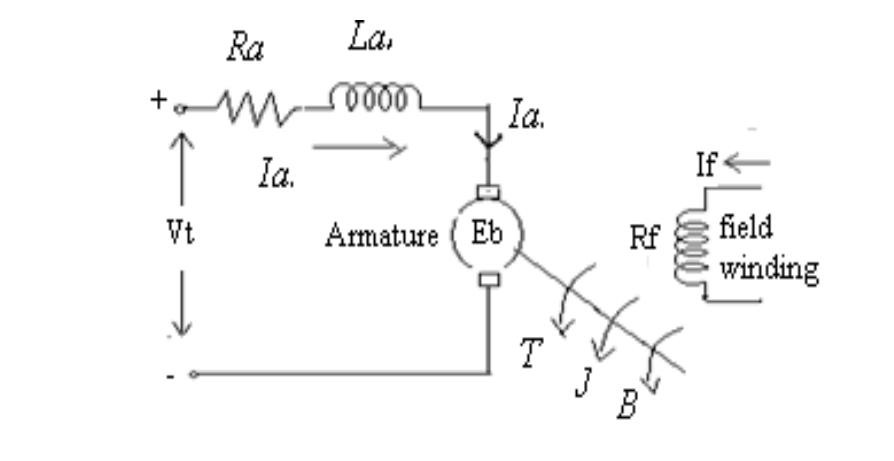 Ra
La.
+
Ia.
Ia.
If
Vt
Armature
Eb
Rf
field
winding
T
J
B
-